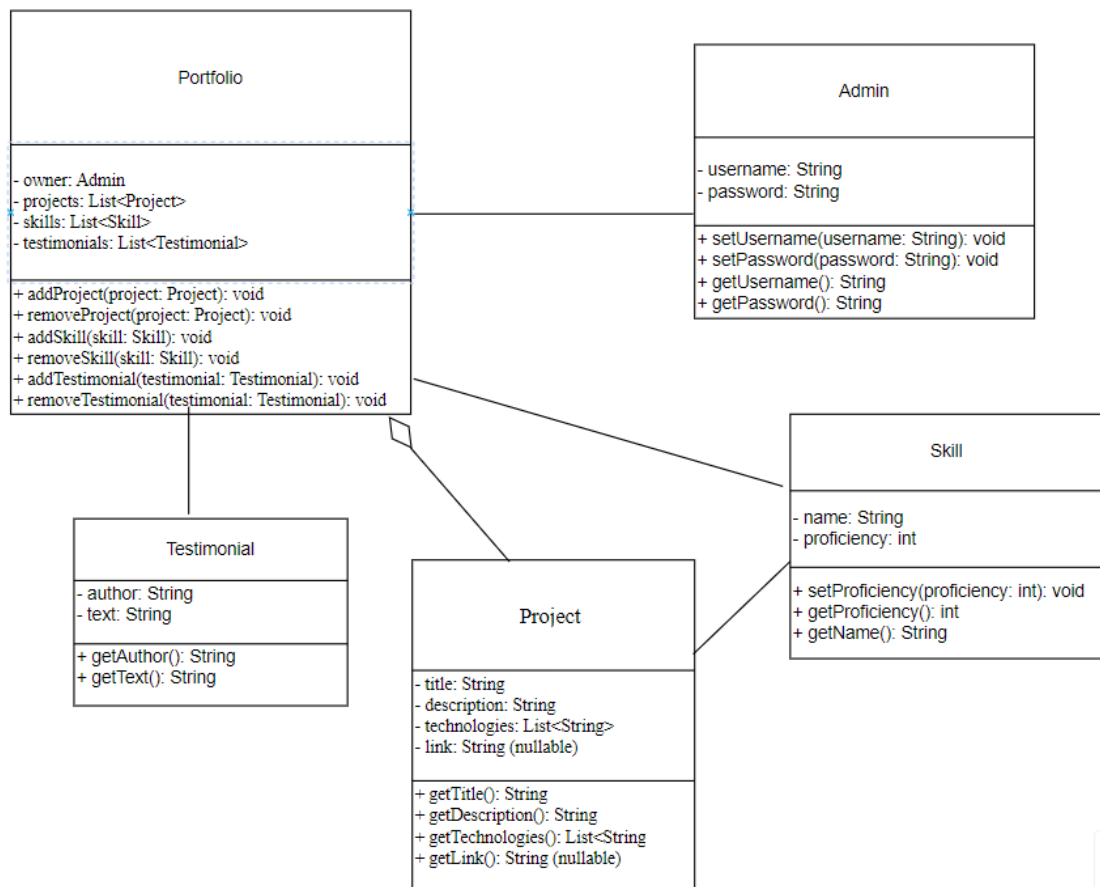 Portfolio
- owner: Admin
- projects: List<Project>
- skills: List<Skill>
- testimonials: List<Testimonial>
+ addProject(project: Project): void
+ removeProject(project: Project): void
+ addSkill(skill: Skill): void
+ removeSkill(skill: Skill): void
+ addTestimonial(testimonial: Testimonial): void
+ removeTestimonial(testimonial: Testimonial): void
Admin
- username: String
- password: String
+ setUsername(username: String): void
+ setPassword(password: String): void
+ getUsername(): String
+ getPassword(): String
Skill
- name: String
- proficiency: int
+ setProficiency(proficiency: int): void
+ getProficiency(): int
+ getName(): String
Testimonial
- author: String
- text: String
+ getAuthor(): String
+ getText(): String
Project
- title: String
- description: String
- technologies: List<String>
- link: String (nullable)
+ getTitle(): String
+ getDescription(): String
+ getTechnologies(): List<String
+ getLink(): String (nullable)